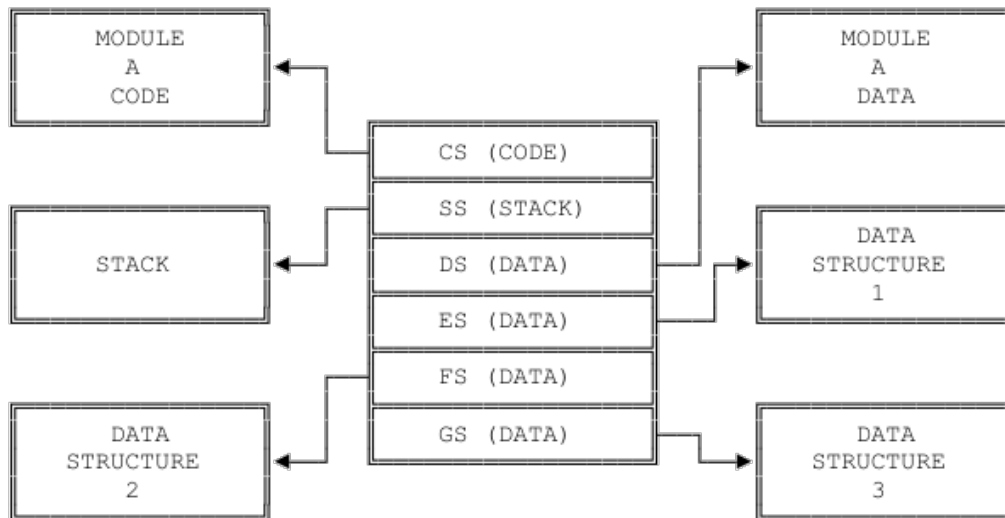 MODULE
A
CODE
MODULE
A
DATA
CS (CODE)
SS (STACK)
DS (DATA)
ES (DATA)
FS (DATA)
GS (DATA)
STACK
DATA
STRUCTURE
1
DATA
STRUCTURE
2
DATA
STRUCTURE
3